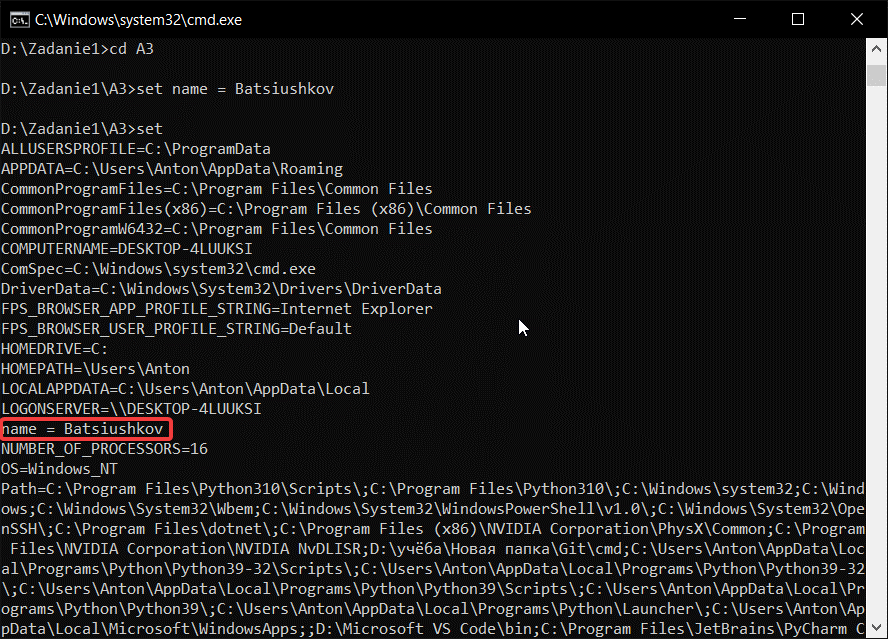 C:\Windows\system32\cmd.exe
D:\Zadanie1>cd A3
D:\Zadanie1\A3>set name = Batsiushkov
D:\Zadanie1\A3>set
ALLUSERSPROFILE=C:\ProgramData
APPDATA=C:\Users\Anton\AppData\Roaming
CommonProgramFiles=C:\Program Files\Common Files
CommonProgramFiles(x86)=C:\Program Files (x86)\Common Files
CommonProgramW6432=C:\Program Files\Common Files
COMPUTERNAME=DESKTOP-4LUUKSI
ComSpec=C:\Windows\system32\cmd.exe
DriverData=C:\Windows\System32\Drivers\DriverData
FPS_BROWSER_APP_PROFILE_STRING=Internet Explorer
FPS_BROWSER_USER_PROFILE_STRING=Default
HOMEDRIVE=C:
HOMEPATH=\Users\Anton
LOCALAPPDATA=C:\Users\Anton\AppData\Local
LOGONSERVER=\\DESKTOP-4LUUKSI
name = Batsiushkov
NUMBER_OF_PROCESSORS=16
OS=Windows_NT
Path=C:\Program Files\Python310\Scripts\;C:\Program Files\Python310\;C:\Windows\system32;C:\Wind
ows;C:\Windows\System32\Wbem;C:\Windows\System32\WindowsPowerShell\v1.0\;C:\Windows\System32\Ope
nSSH\;C:\Program Files\dotnet\;C:\Program Files (x86)\NVIDIA Corporation\PhysX\Common;C:\Program
 Files\NVIDIA Corporation\NVIDIA NvDLISR;D:\учёба\Новая папка\Git\cmd;C:\Users\Anton\AppData\Loc
al\Programs\Python\Python39-32\Scripts\;C:\Users\Anton\AppData\Local\Programs\Python\Python39-32
\;C:\Users\Anton\AppData\Local\Programs\Python\Python39\Scripts\;C:\Users\Anton\AppData\Local\Pr
ograms\Python\Python39\;C:\Users\Anton\AppData\Local\Programs\Python\Launcher\;C:\Users\Anton\Ap
pData\Local\Microsoft\WindowsApps;;D:\Microsoft VS Code\bin;C:\Program Files\JetBrains\PyCharm C